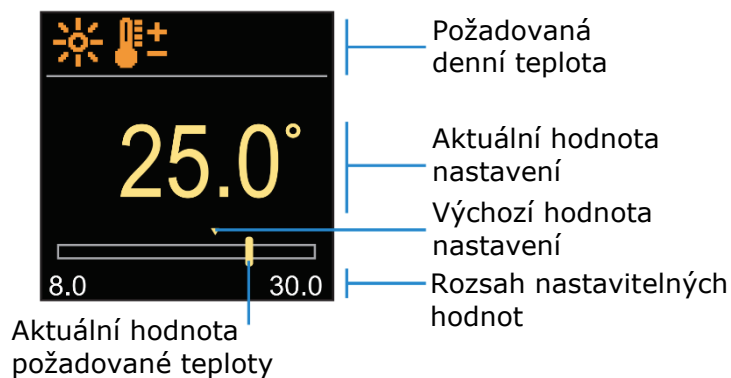 Požadovaná
denní teplota
25.0°
Aktuální hodnota
nastavení
Výchozí hodnota
nastavení
8.0
30.0
Rozsah nastavitelných
hodnot
Aktuální hodnota
požadované teploty